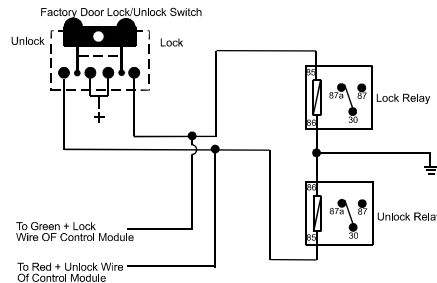 Factory Door Lock/Unlock Switch
Unlock
Lock
+
85
87a
87
Lock Relay
30
86
86
87a
87
Unlock Relay
30
85
To Green + Lock
Wire OF Control Module
To Red + Unlock Wire
Of Control Module